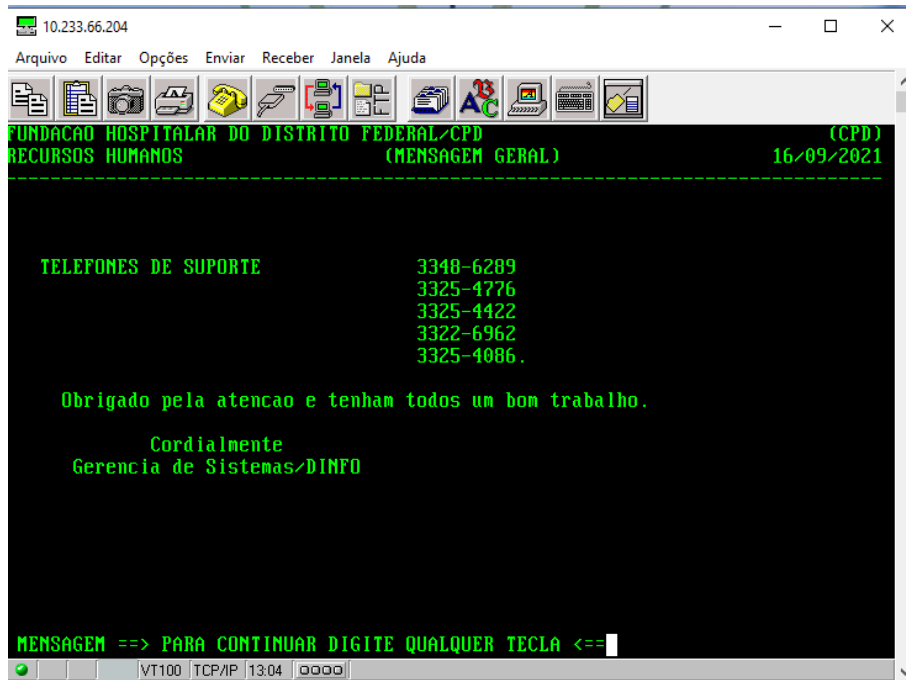 10.233.66.204
Arquivo Editar Opções Enviar Receber Janela Ajuda
FUNDACAO HOSPITALAR DO DISTRITO FEDERAL/CPD (CPD)
RECURSOS HUMANOS (MENSAGEM GERAL) 16/09/2021
TELEFONES DE SUPORTE 3348-6289
3325-4776
3325-4422
3322-6962
3325-4086.
Obrigado pela atencao e tenham todos um bom trabalho.
Cordialmente
Gerencia de Sistemas/DINFO
MENSAGEM ==> PARA CONTINUAR DIGITE QUALQUER TECLA <==
VT100 TCP/IP 13:04